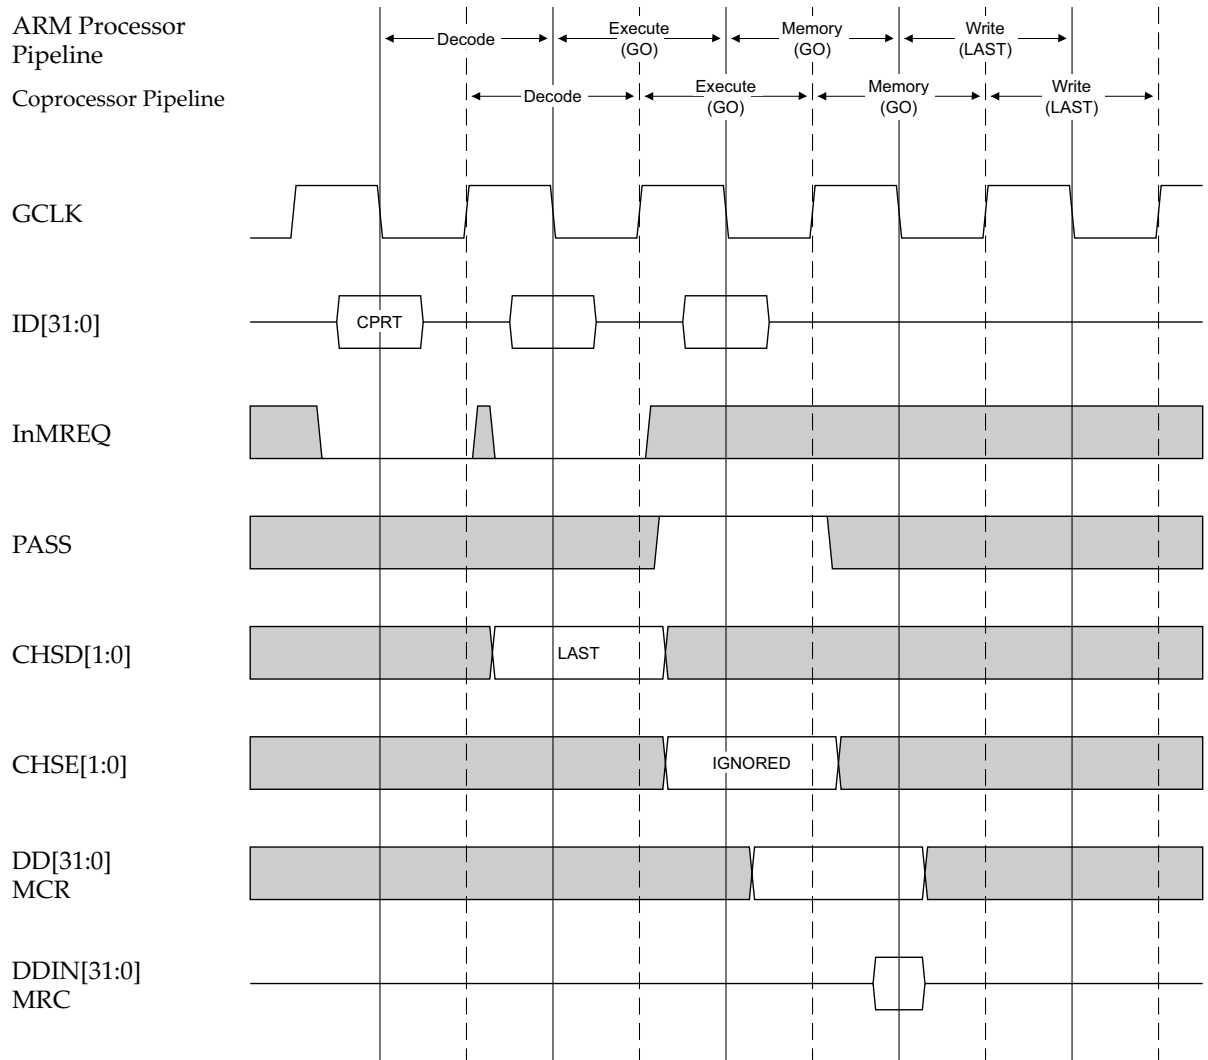 ARM Processor
Pipeline
Decode
Execute
(GO)
Memory
(GO)
Write
(LAST)
Coprocessor Pipeline
Decode
Execute
(GO)
Memory
(GO)
Write
(LAST)
GCLK
ID[31:0]
CPRT
InMREQ
PASS
CHSD[1:0]
LAST
CHSE[1:0]
IGNORED
DD[31:0]
MCR
DDIN[31:0]
MRC